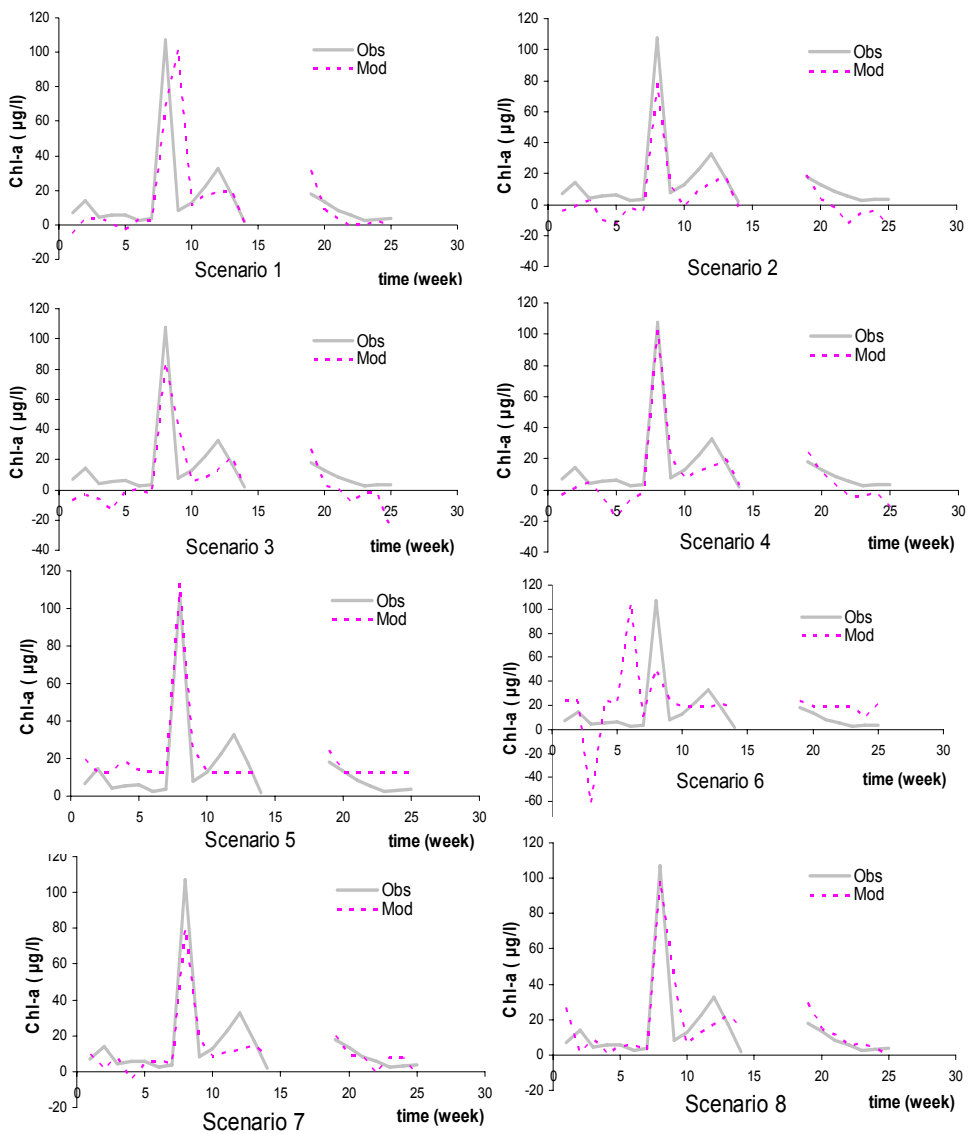 120
100
80
60
40
20
0
-20
Chl-a ( µg/l)
Obs
Mod
0 5 10 15 20 25 30
Scenario 1
time (week)
120
100
80
60
40
20
0
-20
-40
Chl-a ( µg/l)
Obs
Mod
0 5 10 15 20 25 30
Scenario 2
120
100
80
60
40
20
0
-20
-40
Chl-a ( µg/l)
Obs
Mod
0 5 10 15 20 25 30
Scenario 3
time (week)
120
100
80
60
40
20
0
-20
-40
Chl-a ( µg/l)
Obs
Mod
0 5 10 15 20 25 30
Scenario 4
time (week)
120
100
80
60
40
20
0
Chl-a ( µg/l)
Obs
Mod
0 5 10 15 20 25 30
Scenario 5
time (week)
120
100
80
60
40
20
0
-20
-40
-60
Chl-a ( µg/l)
Obs
Mod
0 5 10 15 20 25 30
Scenario 6
time (week)
120
100
80
60
40
20
0
-20
Chl-a ( µg/l)
Obs
Mod
0 5 10 15 20 25 30
Scenario 7
time (week)
120
100
80
60
40
20
0
-20
Chl-a ( µg/l)
Obs
Mod
0 5 10 15 20 25 30
Scenario 8
time (week)